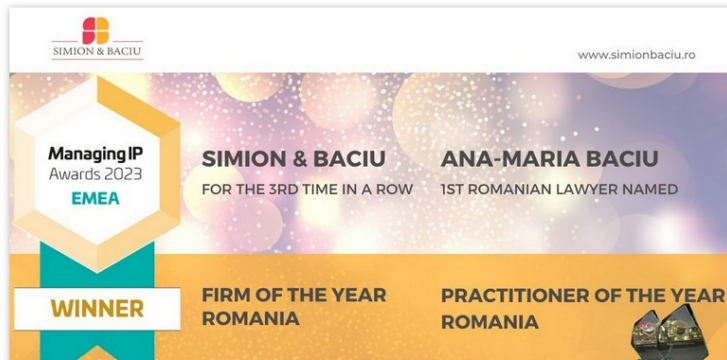 SIMION & BACIU
www.simionbaciu.ro
Managing IP
Awards 2023
EMEA
WINNER
SIMION & BACIU
FOR THE 3RD TIME IN A ROW
FIRM OF THE YEAR
ROMANIA
ANA-MARIA BACIU
1ST ROMANIAN LAWYER NAMED
PRACTITIONER OF THE YEAR
ROMANIA